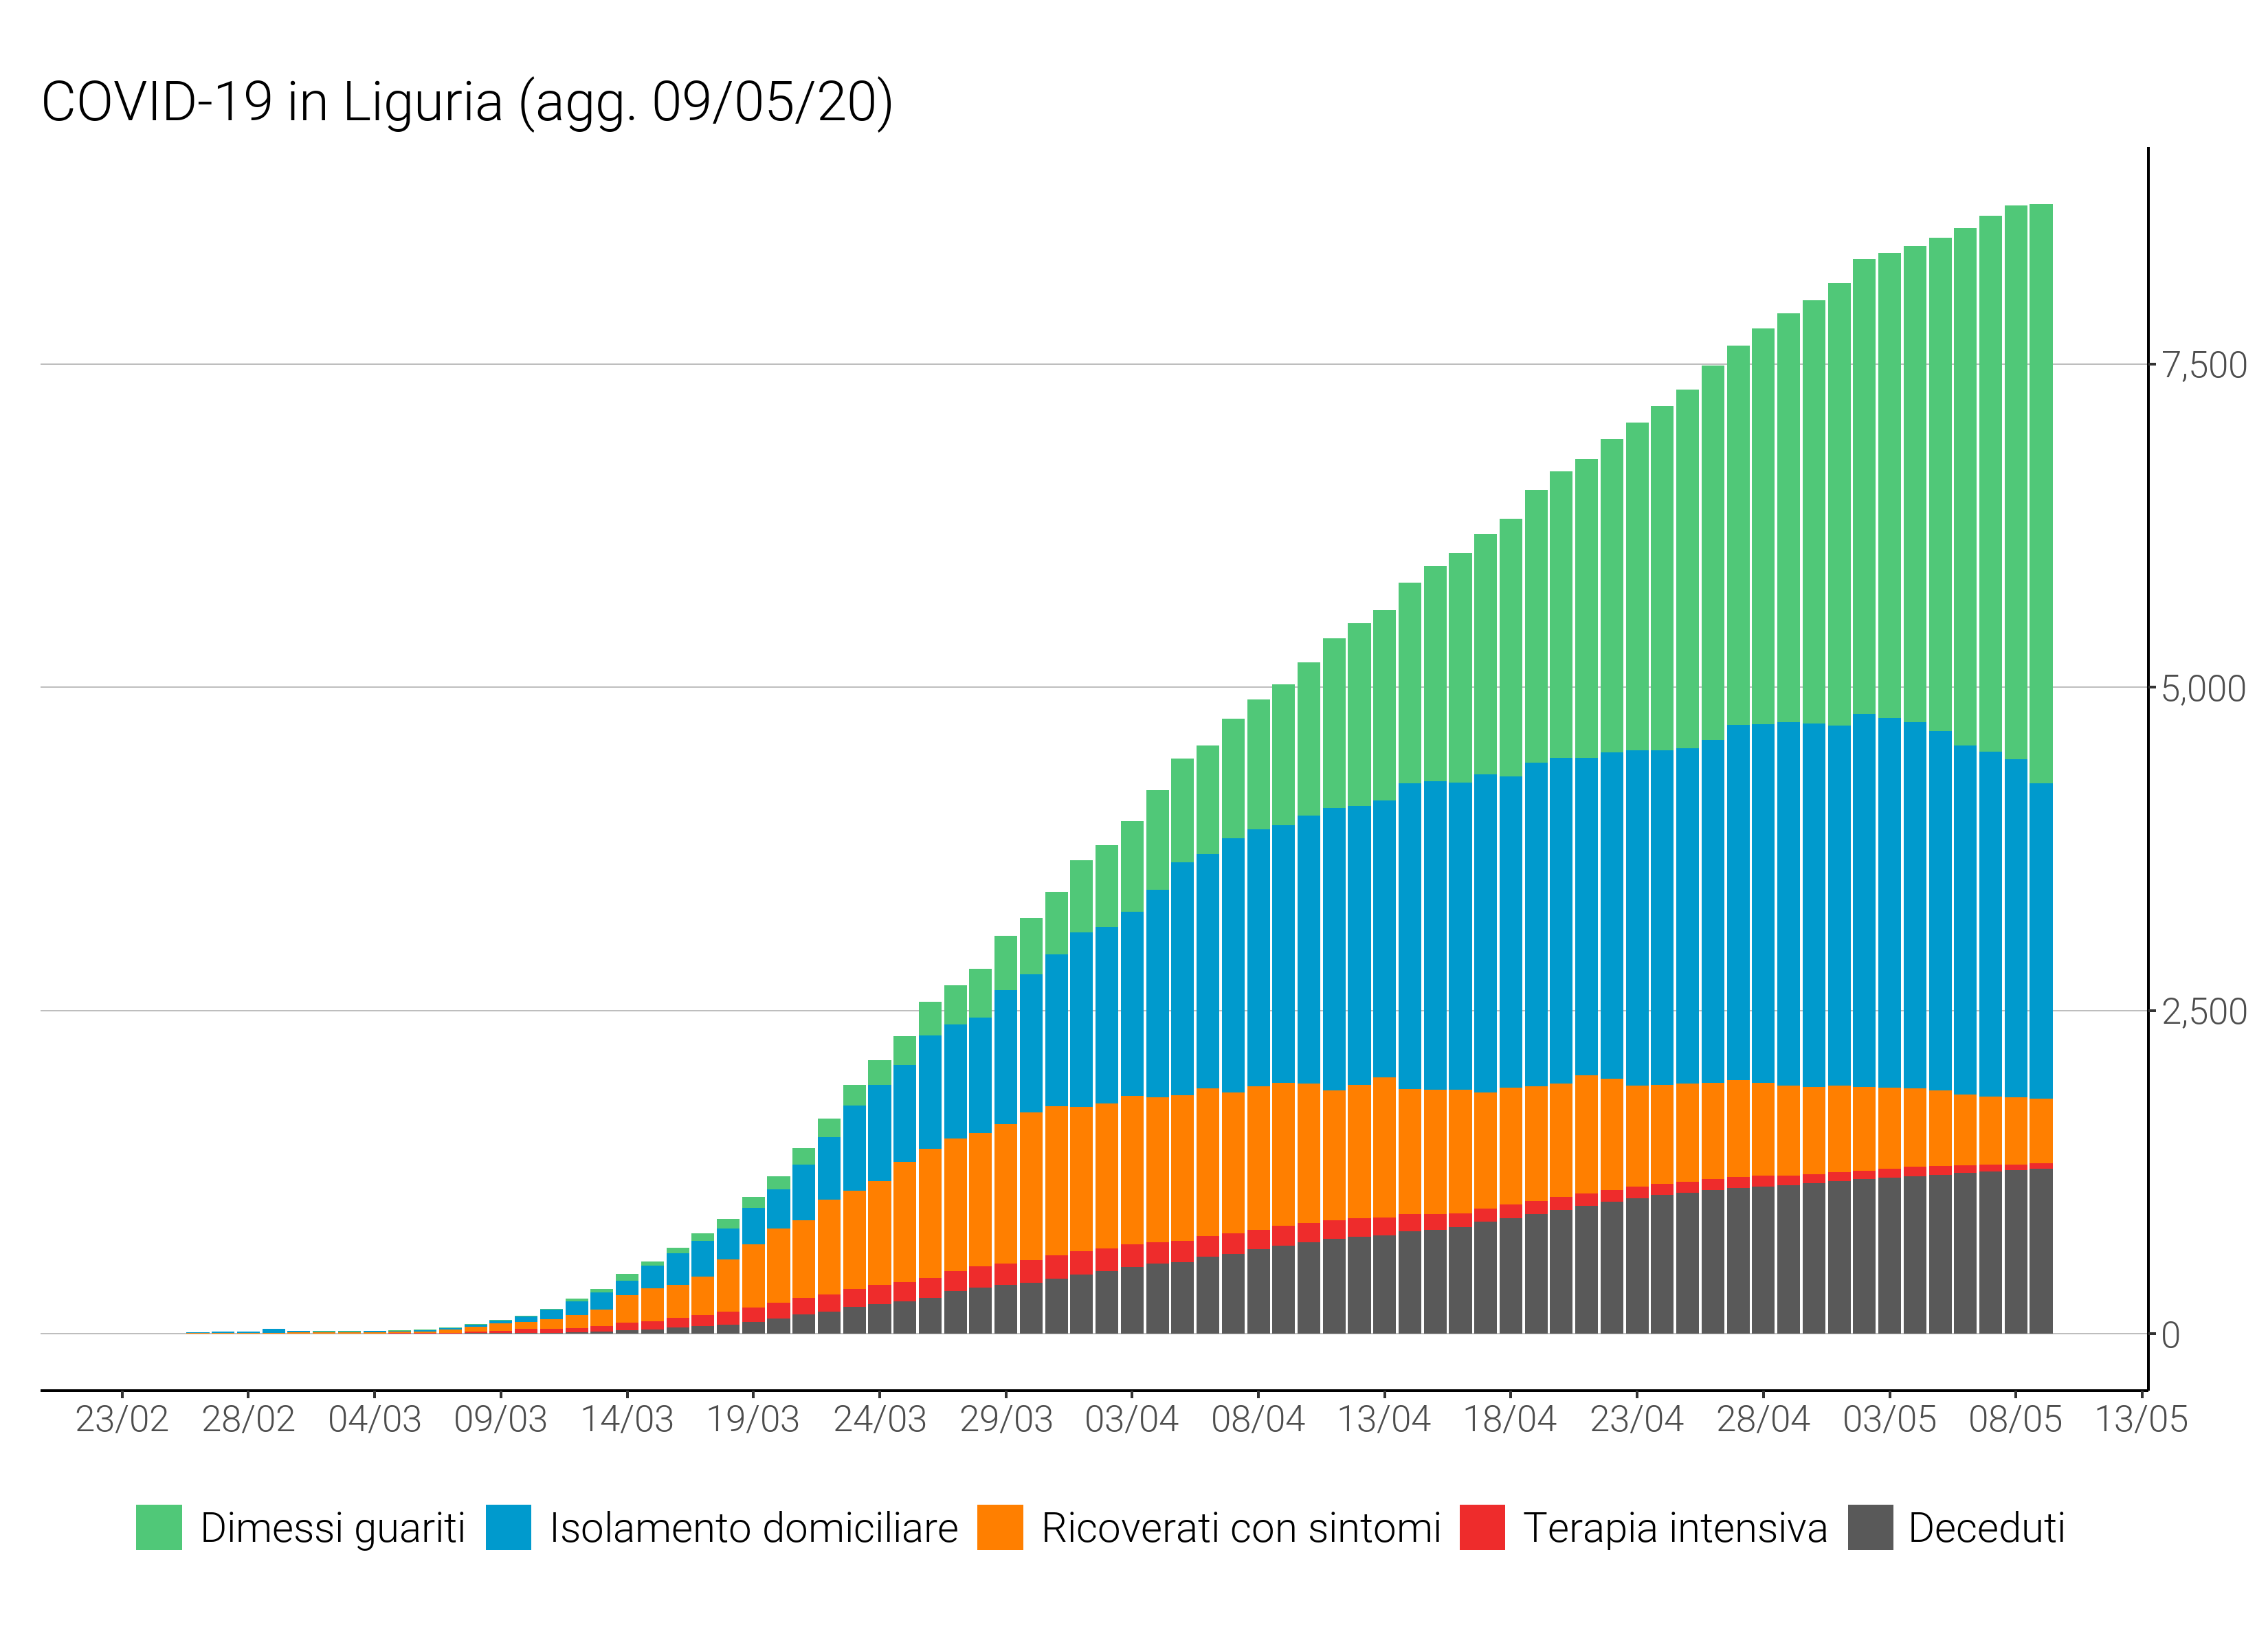 COVID-19 in Liguria (agg. 09/05/20)
7,500
5,000
2,500
0
23/02 28/02 04/03 09/03 14/03 19/03 24/03 29/03 03/04 08/04 13/04 18/04 23/04 28/04 03/05 08/05 13/05
Dimessi guariti Isolamento domiciliare Ricoverati con sintomi Terapia intensiva Deceduti